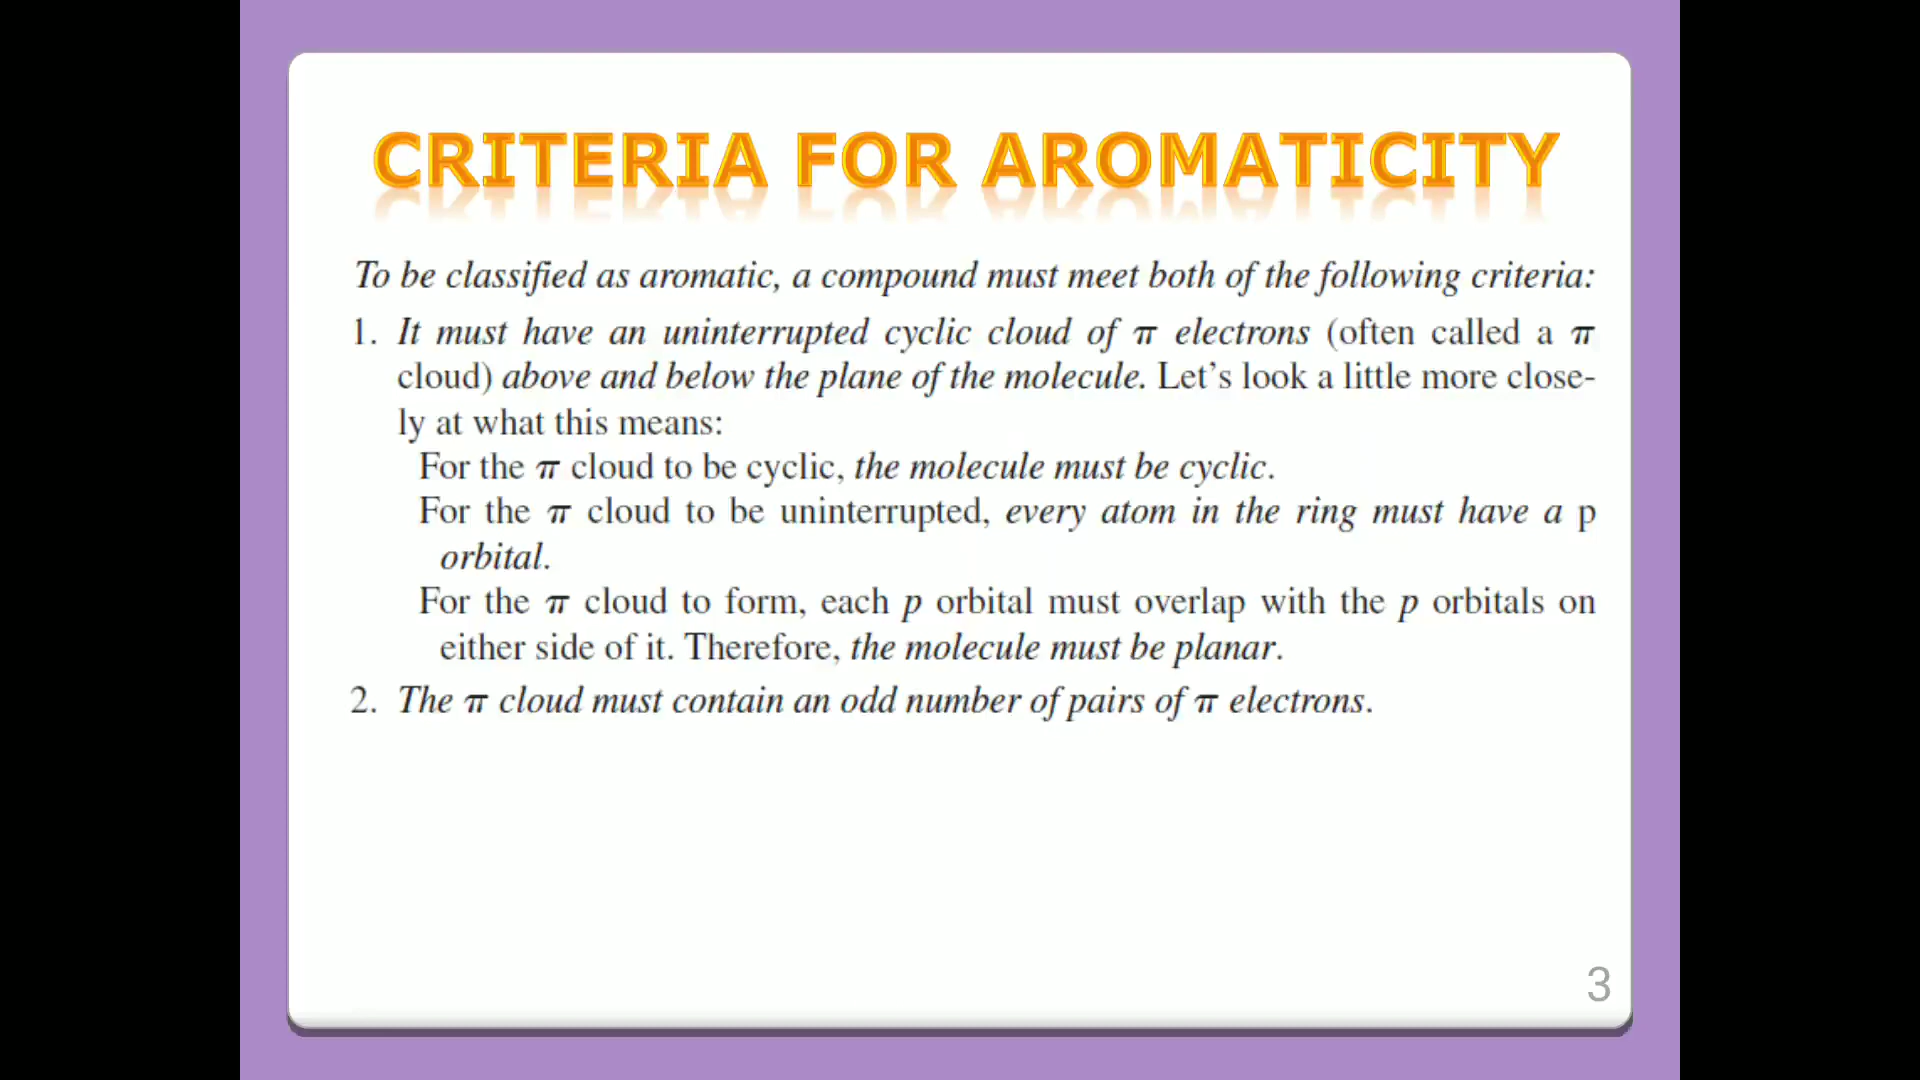 CRITERIA FOR AROMATICITY
To be classified as aromatic, a compound must meet both of the following criteria:
1. It must have an uninterrupted cyclic cloud of π electrons (often called a π
cloud) above and below the plane of the molecule. Let's look a little more close-
ly at what this means:
For the π cloud to be cyclic, the molecule must be cyclic.
For the π cloud to be uninterrupted, every atom in the ring must have a p
orbital.
For the π cloud to form, each p orbital must overlap with the p orbitals on
either side of it. Therefore, the molecule must be planar.
2. The π cloud must contain an odd number of pairs of π electrons.
3